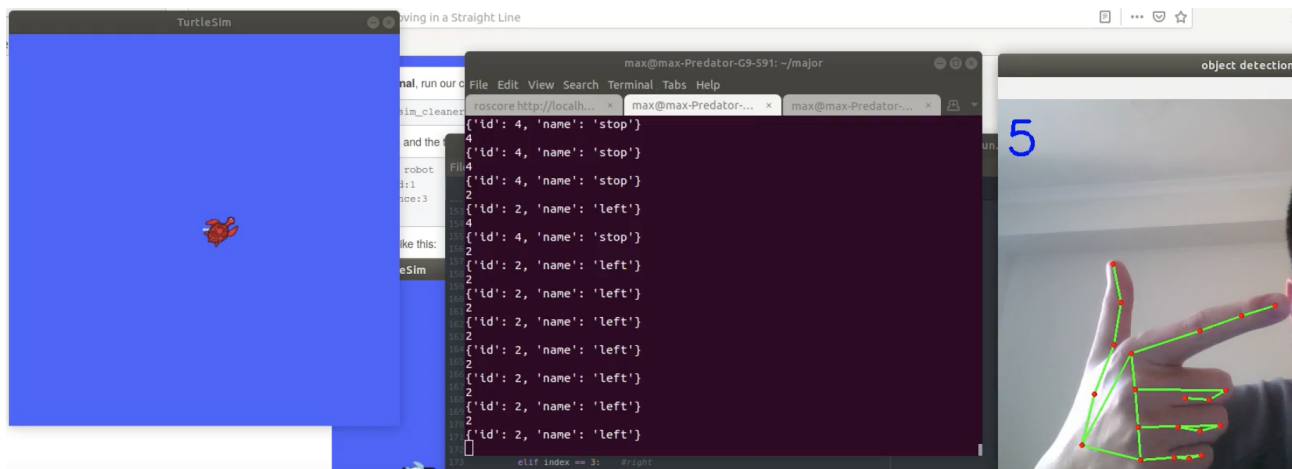 TurtleSim
oving in a Straight Line
max@max-Predator-G9-591: ~/major
File Edit View Search Terminal Tabs Help
roscore http://localh... ×
max@max-Predator-... ×
max@max-Predator-... ×
{'id': 4, 'name': 'stop'}
4
{'id': 4, 'name': 'stop'}
4
{'id': 4, 'name': 'stop'}
2
{'id': 2, 'name': 'left'}
4
{'id': 4, 'name': 'stop'}
2
{'id': 2, 'name': 'left'}
2
{'id': 2, 'name': 'left'}
2
{'id': 2, 'name': 'left'}
2
{'id': 2, 'name': 'left'}
2
{'id': 2, 'name': 'left'}
2
{'id': 2, 'name': 'left'}
2
{'id': 2, 'name': 'left'}
173 elif index == 3: #right
nal, run our c
sim_cleaner
and the t
robot
d:1
nce:3
like this:
eSim
Fil
un.
object detection
5